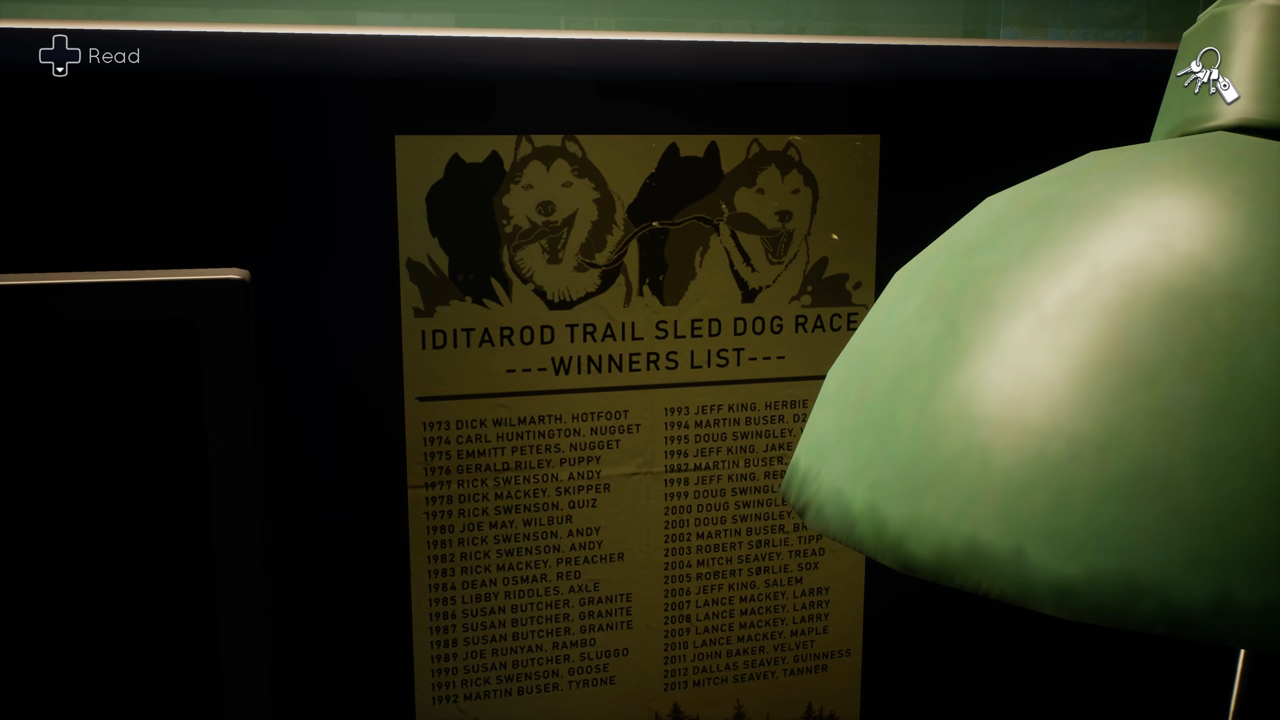 Read
IDITAROD TRAIL SLED DOG RACE
---WINNERS LIST---
1973 DICK WILMARTH, HOTFOOT
1974 CARL HUNTINGTON, NUGGET
1975 EMMITT PETERS, NUGGET
1976 GERALD RILEY, PUPPY
1977 RICK SWENSON, ANDY
1978 DICK MACKEY, SKIPPER
1979 RICK SWENSON, QUIZ
1980 JOE MAY, WILBUR
1981 RICK SWENSON, ANDY
1982 RICK SWENSON, ANDY
1983 RICK MACKEY, PREACHER
1984 DEAN OSMAR, RED
1985 LIBBY RIDDLES, AXLE
1986 SUSAN BUTCHER, GRANITE
1987 SUSAN BUTCHER, GRANITE
1988 SUSAN BUTCHER, GRANITE
1989 JOE RUNYAN, RAMBO
1990 SUSAN BUTCHER, SLUGGO
1991 RICK SWENSON, GOOSE
1992 MARTIN BUSER, TYRONE
1993 JEFF KING, HERBIE
1994 MARTIN BUSER, D2
1995 DOUG SWINGLEY,
1996 JEFF KING, JAKE
1997 MARTIN BUSER,
1998 JEFF KING,
1999 DOUG
2000 DOUG
2001 DOUG SWINGLEY,
2002 MARTIN BUSER,
2003 ROBERT SØRLIE, TIPP
2004 MITCH SEAVEY, TREAD
2005 ROBERT SØRLIE, SOX
2006 JEFF KING, SALEM
2007 LANCE MACKEY, LARRY
2008 LANCE MACKEY, LARRY
2009 LANCE MACKEY, LARRY
2010 LANCE MACKEY, MAPLE
2011 JOHN BAKER, VELVET
2012 DALLAS SEAVEY, GUINNESS
2013 MITCH SEAVEY, TANNER